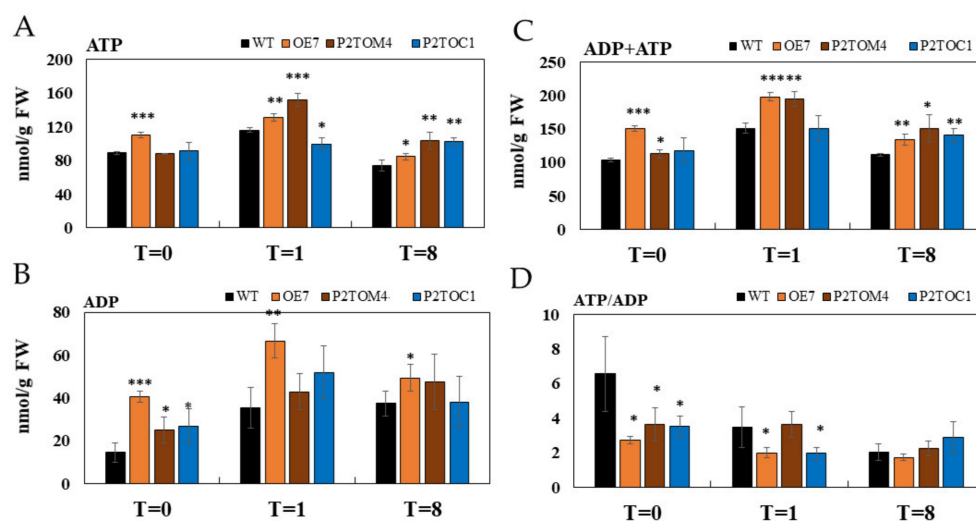 A
ATP
WT OE7 P2TOM4 P2TOC1
nmol/g FW
200
160
120
80
40
0
***
**
***
*
*
**
**
T=0 T=1 T=8
B
ADP
WT OE7 P2TOM4 P2TOC1
nmol/g FW
80
60
40
20
0
***
*
*
**
*
T=0 T=1 T=8
C
ADP+ATP
WT OE7 P2TOM4 P2TOC1
nmol/g FW
250
200
150
100
50
0
***
*
***
**
**
*
**
T=0 T=1 T=8
D
ATP/ADP
WT OE7 P2TOM4 P2TOC1
6
4
2
0
*
*
*
*
*
T=0 T=1 T=8